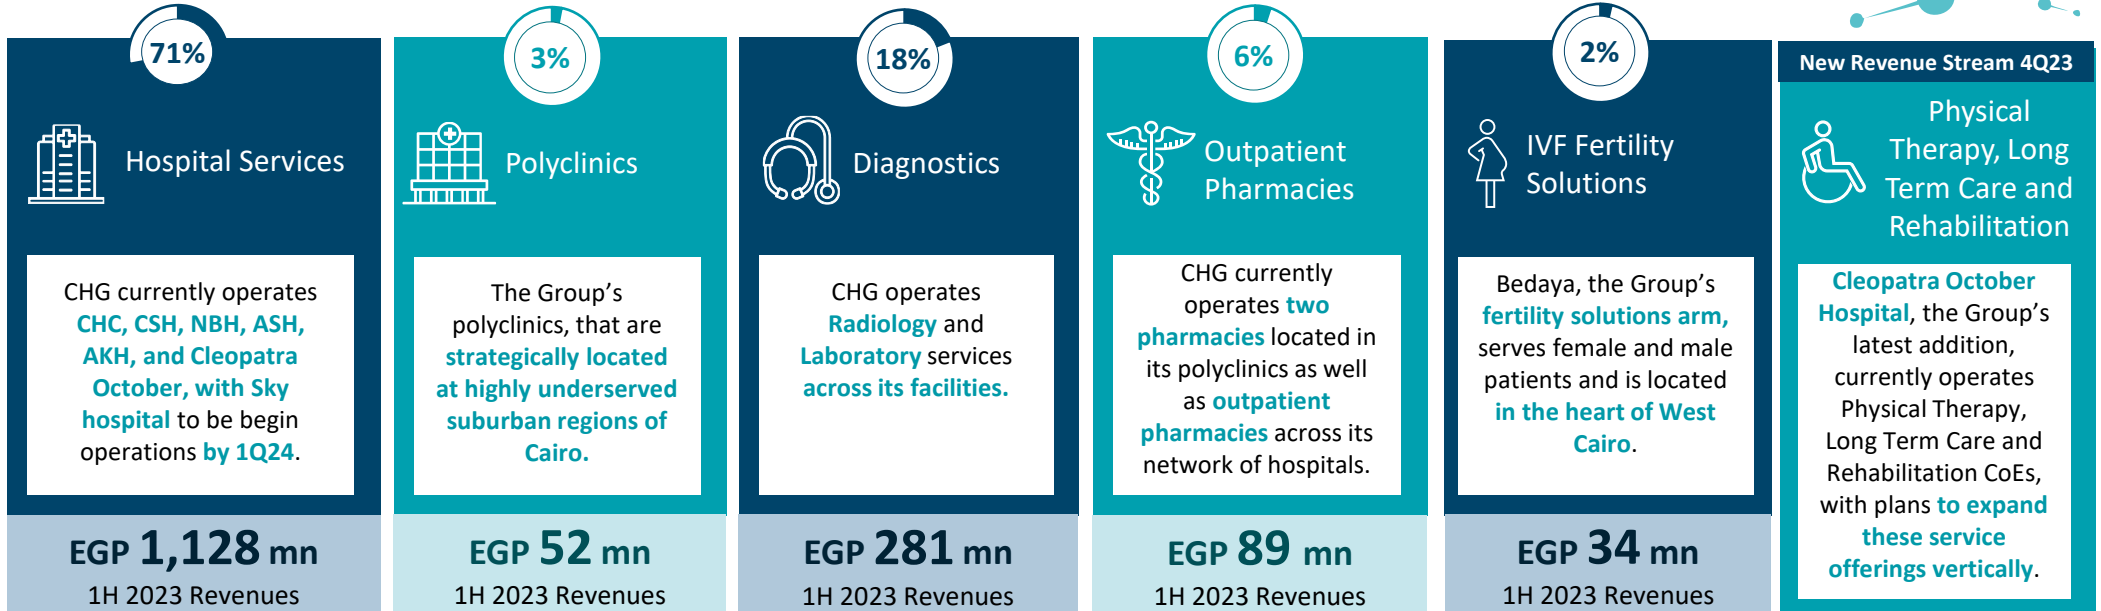 71%
Hospital Services
CHG currently operates
CHC, CSH, NBH, ASH,
AKH, and Cleopatra
October, with Sky
hospital to be begin
operations by 1Q24.
EGP 1,128 mn
1H 2023 Revenues
3%
Polyclinics
The Group's
polyclinics, that are
strategically located
at highly underserved
suburban regions of
Cairo.
EGP 52 mn
1H 2023 Revenues
18%
Diagnostics
CHG operates
Radiology and
Laboratory services
across its facilities.
EGP 281 mn
1H 2023 Revenues
6%
Outpatient
Pharmacies
CHG currently
operates two
pharmacies located in
its polyclinics as well
as outpatient
pharmacies across its
network of hospitals.
EGP 89 mn
1H 2023 Revenues
2%
IVF Fertility
Solutions
Bedaya, the Group's
fertility solutions arm,
serves female and male
patients and is located
in the heart of West
Cairo.
EGP 34 mn
1H 2023 Revenues
New Revenue Stream 4Q23
Physical
Therapy, Long
Term Care and
Rehabilitation
Cleopatra October
Hospital, the Group's
latest addition,
currently operates
Physical Therapy,
Long Term Care and
Rehabilitation CoEs,
with plans to expand
these service
offerings vertically.